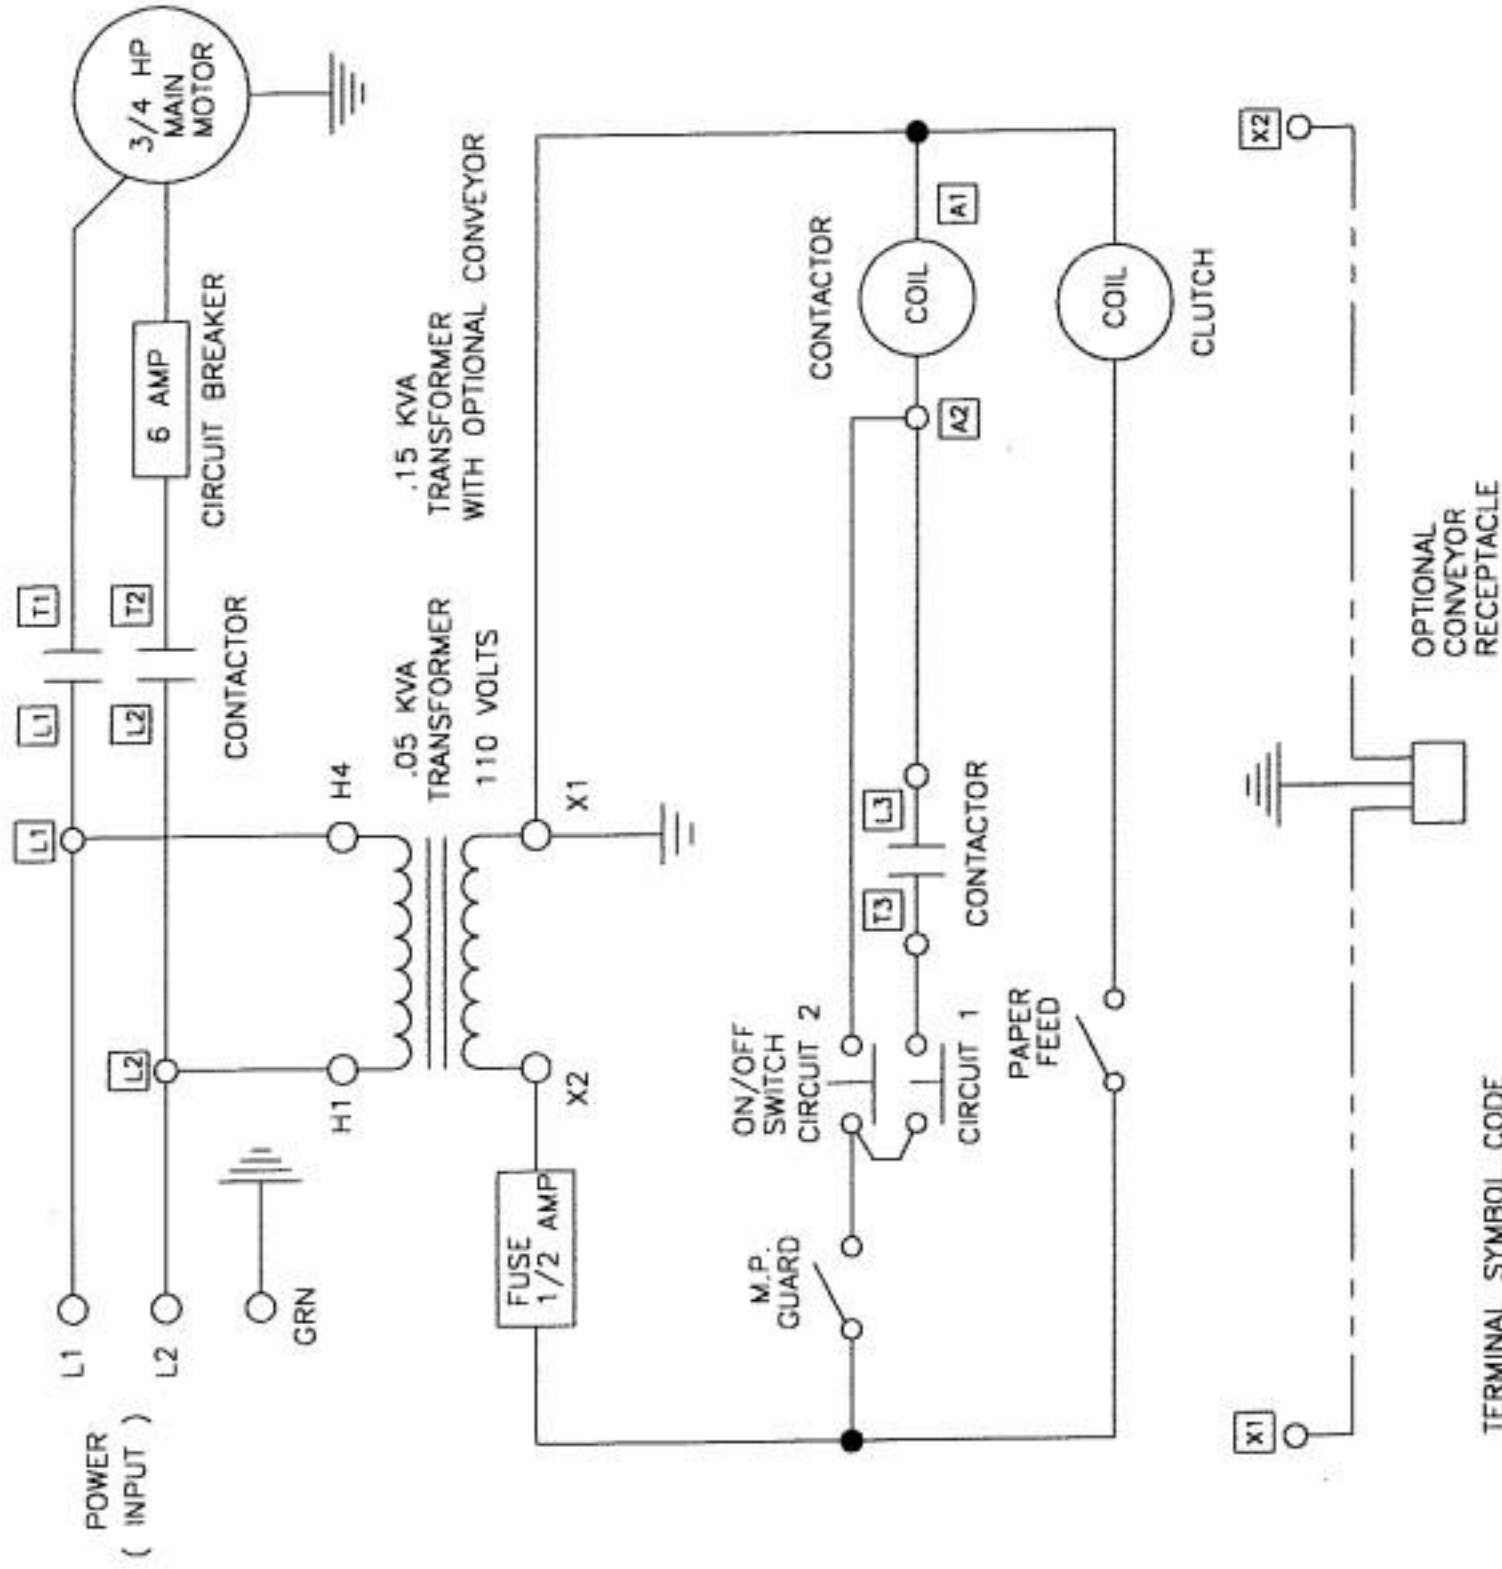 POWER
( INPUT )
L1
L2
GRN
L1
L2
L1
L2
T1
T2
CONTACTOR
6 AMP
CIRCUIT BREAKER
3/4 HP
MAIN
MOTOR
H1
H4
.05 KVA
TRANSFORMER
110 VOLTS
.15 KVA
TRANSFORMER
WITH OPTIONAL CONVEYOR
X2
X1
FUSE
1/2 AMP
M.P.
GUARD
ON/OFF
SWITCH
CIRCUIT 2
CIRCUIT 1
T3
L3
CONTACTOR
A2
CONTACTOR
COIL
A1
PAPER
FEED
COIL
CLUTCH
X1
X2
OPTIONAL
CONVEYOR
RECEPTACLE
TERMINAL SYMBOL CODE